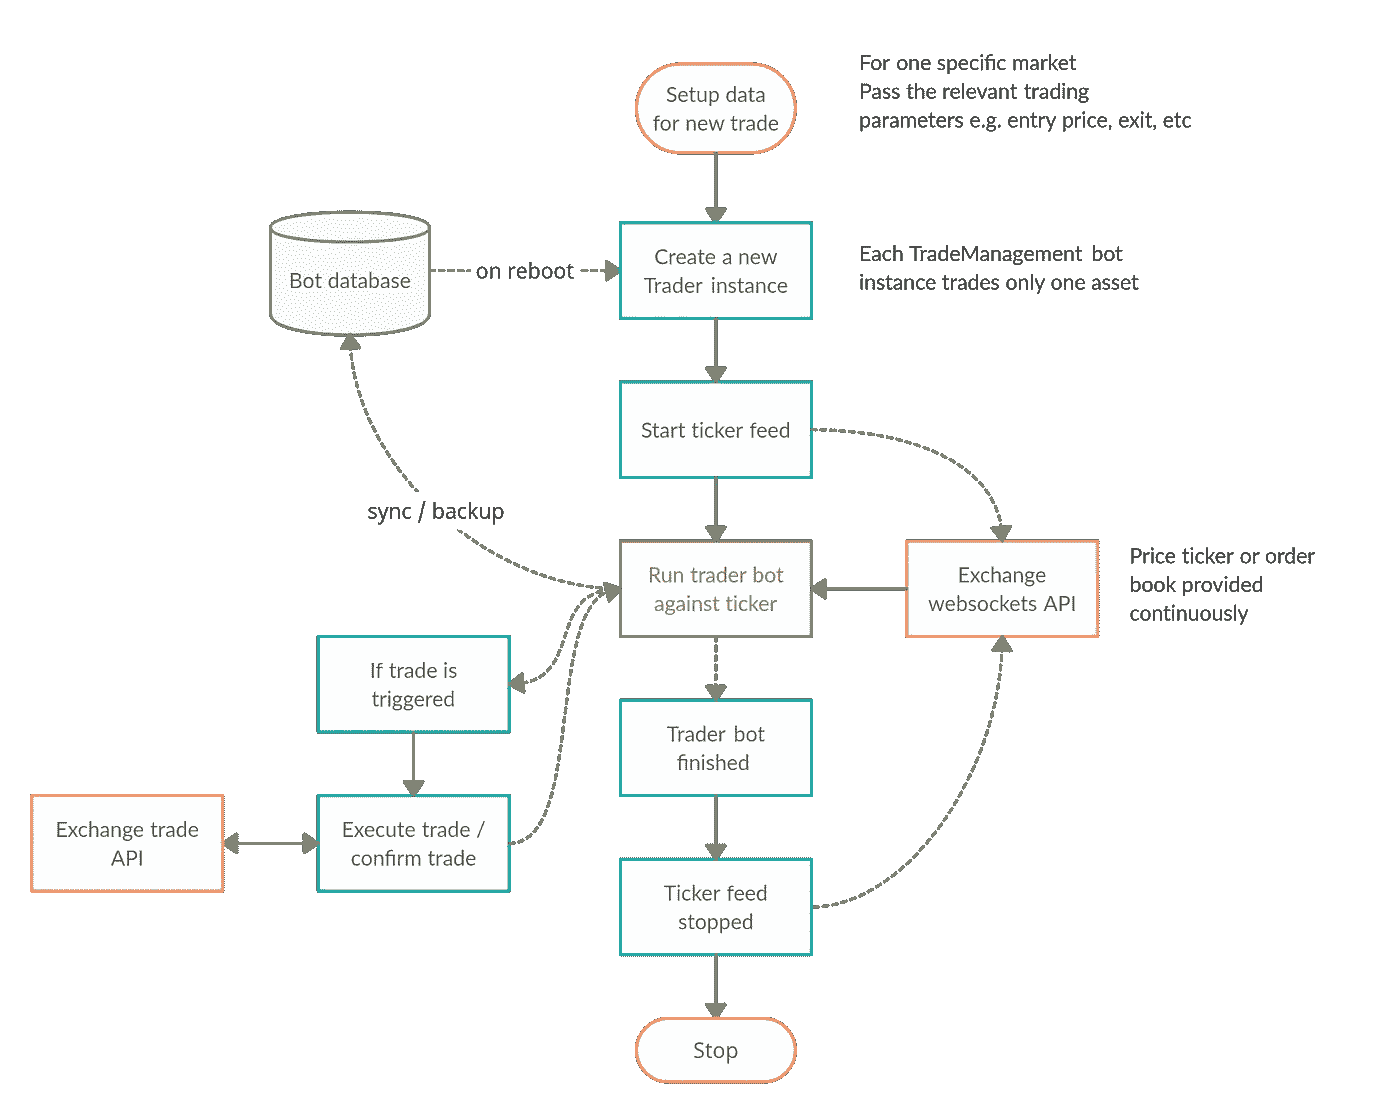 For one specific market
Pass the relevant trading
parameters e.g. entry price, exit, etc
Setup data
for new trade
Bot database
on reboot
Create a new
Trader instance
Each TradeManagement bot
instance trades only one asset
Start ticker feed
sync / backup
Run trader bot
against ticker
Exchange
websockets API
Price ticker or order
book provided
continuously
If trade is
triggered
Trader bot
finished
Exchange trade
API
Execute trade /
confirm trade
Ticker feed
stopped
Stop